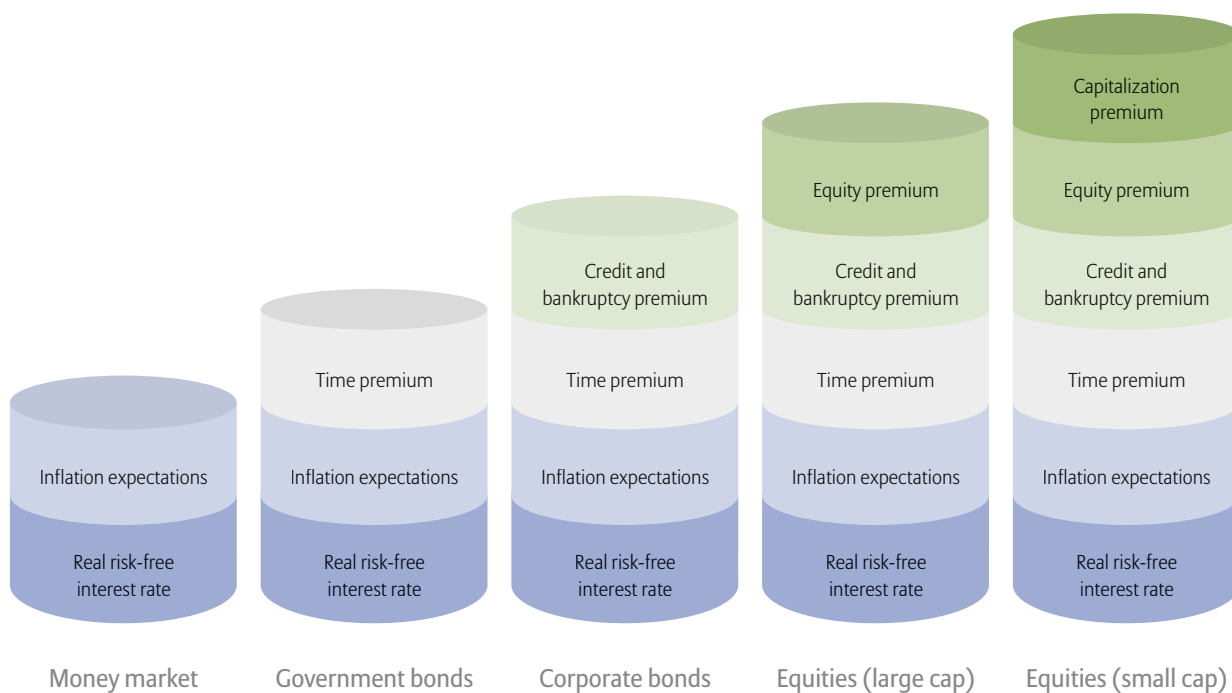 Capitalization
premium
Equity premium
Equity premium
Credit and
bankruptcy premium
Credit and
bankruptcy premium
Credit and
bankruptcy premium
Time premium
Time premium
Time premium
Time premium
Inflation expectations
Inflation expectations
Inflation expectations
Inflation expectations
Inflation expectations
Real risk-free
interest rate
Real risk-free
interest rate
Real risk-free
interest rate
Real risk-free
interest rate
Real risk-free
interest rate
Money market
Government bonds
Corporate bonds
Equities (large cap)
Equities (small cap)